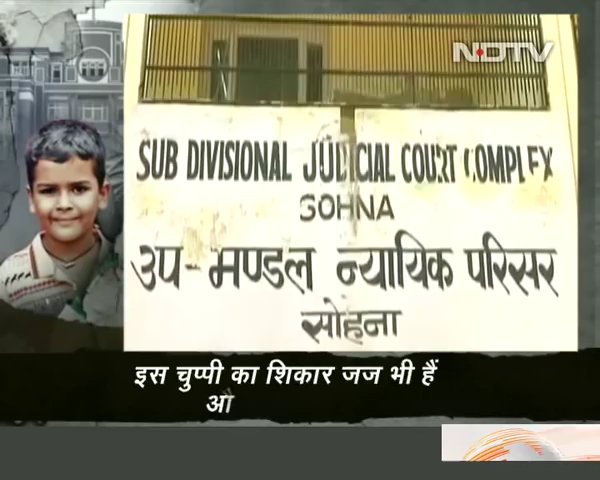 NDTV
SUB DIVISIONAL JUDICIAL COURT COMPLEX
SOHNA
उप-मण्डल न्यायिक परिसर
सोहना
इस चुप्पी का शिकार जज भी हैं
औ